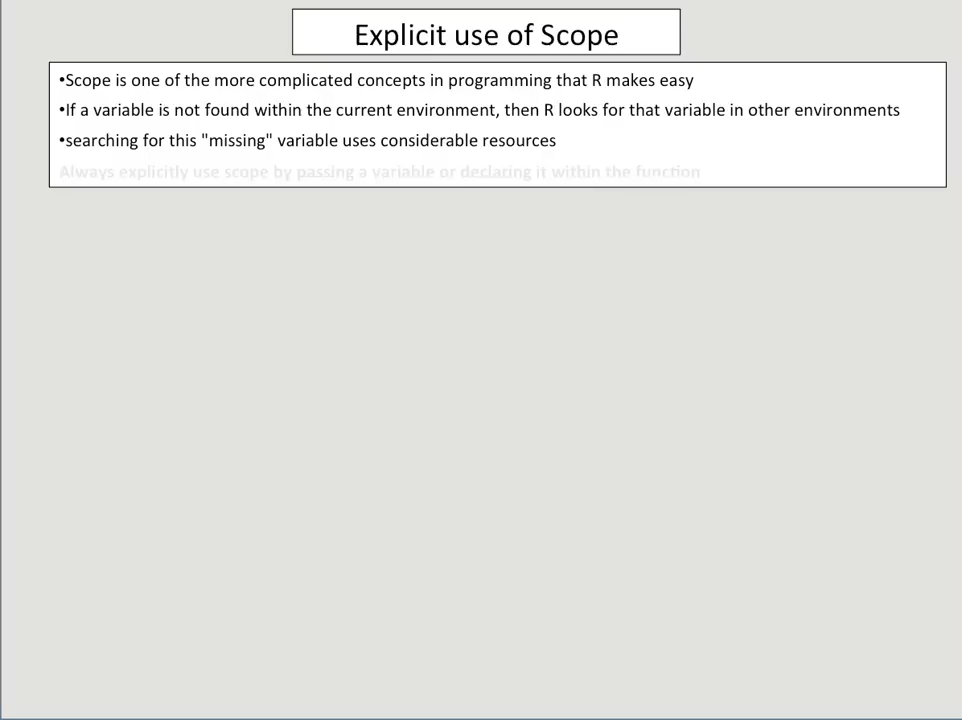 Explicit use of Scope
•Scope is one of the more complicated concepts in programming that R makes easy
•If a variable is not found within the current environment, then R looks for that variable in other environments
•searching for this "missing" variable uses considerable resources
Always explicitly use scope by passing a variable or declaring it within the function